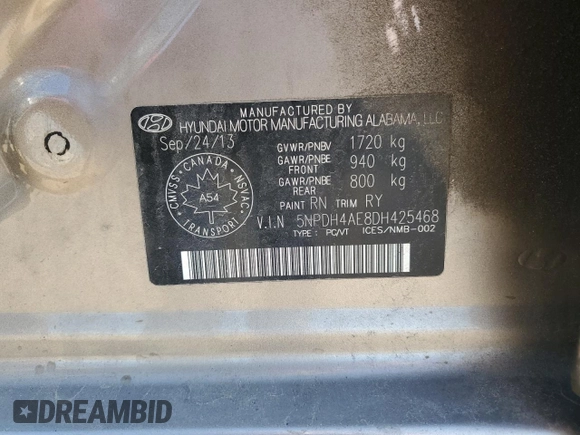 MANUFACTURED BY
HYUNDAI MOTOR MANUFACTURING ALABAMA, LLC
Sep/24/13
GVWR/PNBV 1720 kg
GAWR/PNBE FRONT 940 kg
GAWR/PNBE REAR 800 kg
PAINT RN TRIM RY
V.I.N 5NPDH4AE8DH425468
TYPE : PC/VT ICES/NMB-002
CMVSS · CANADA · NSVAC
A54
TRANSPORT
DREAMBID